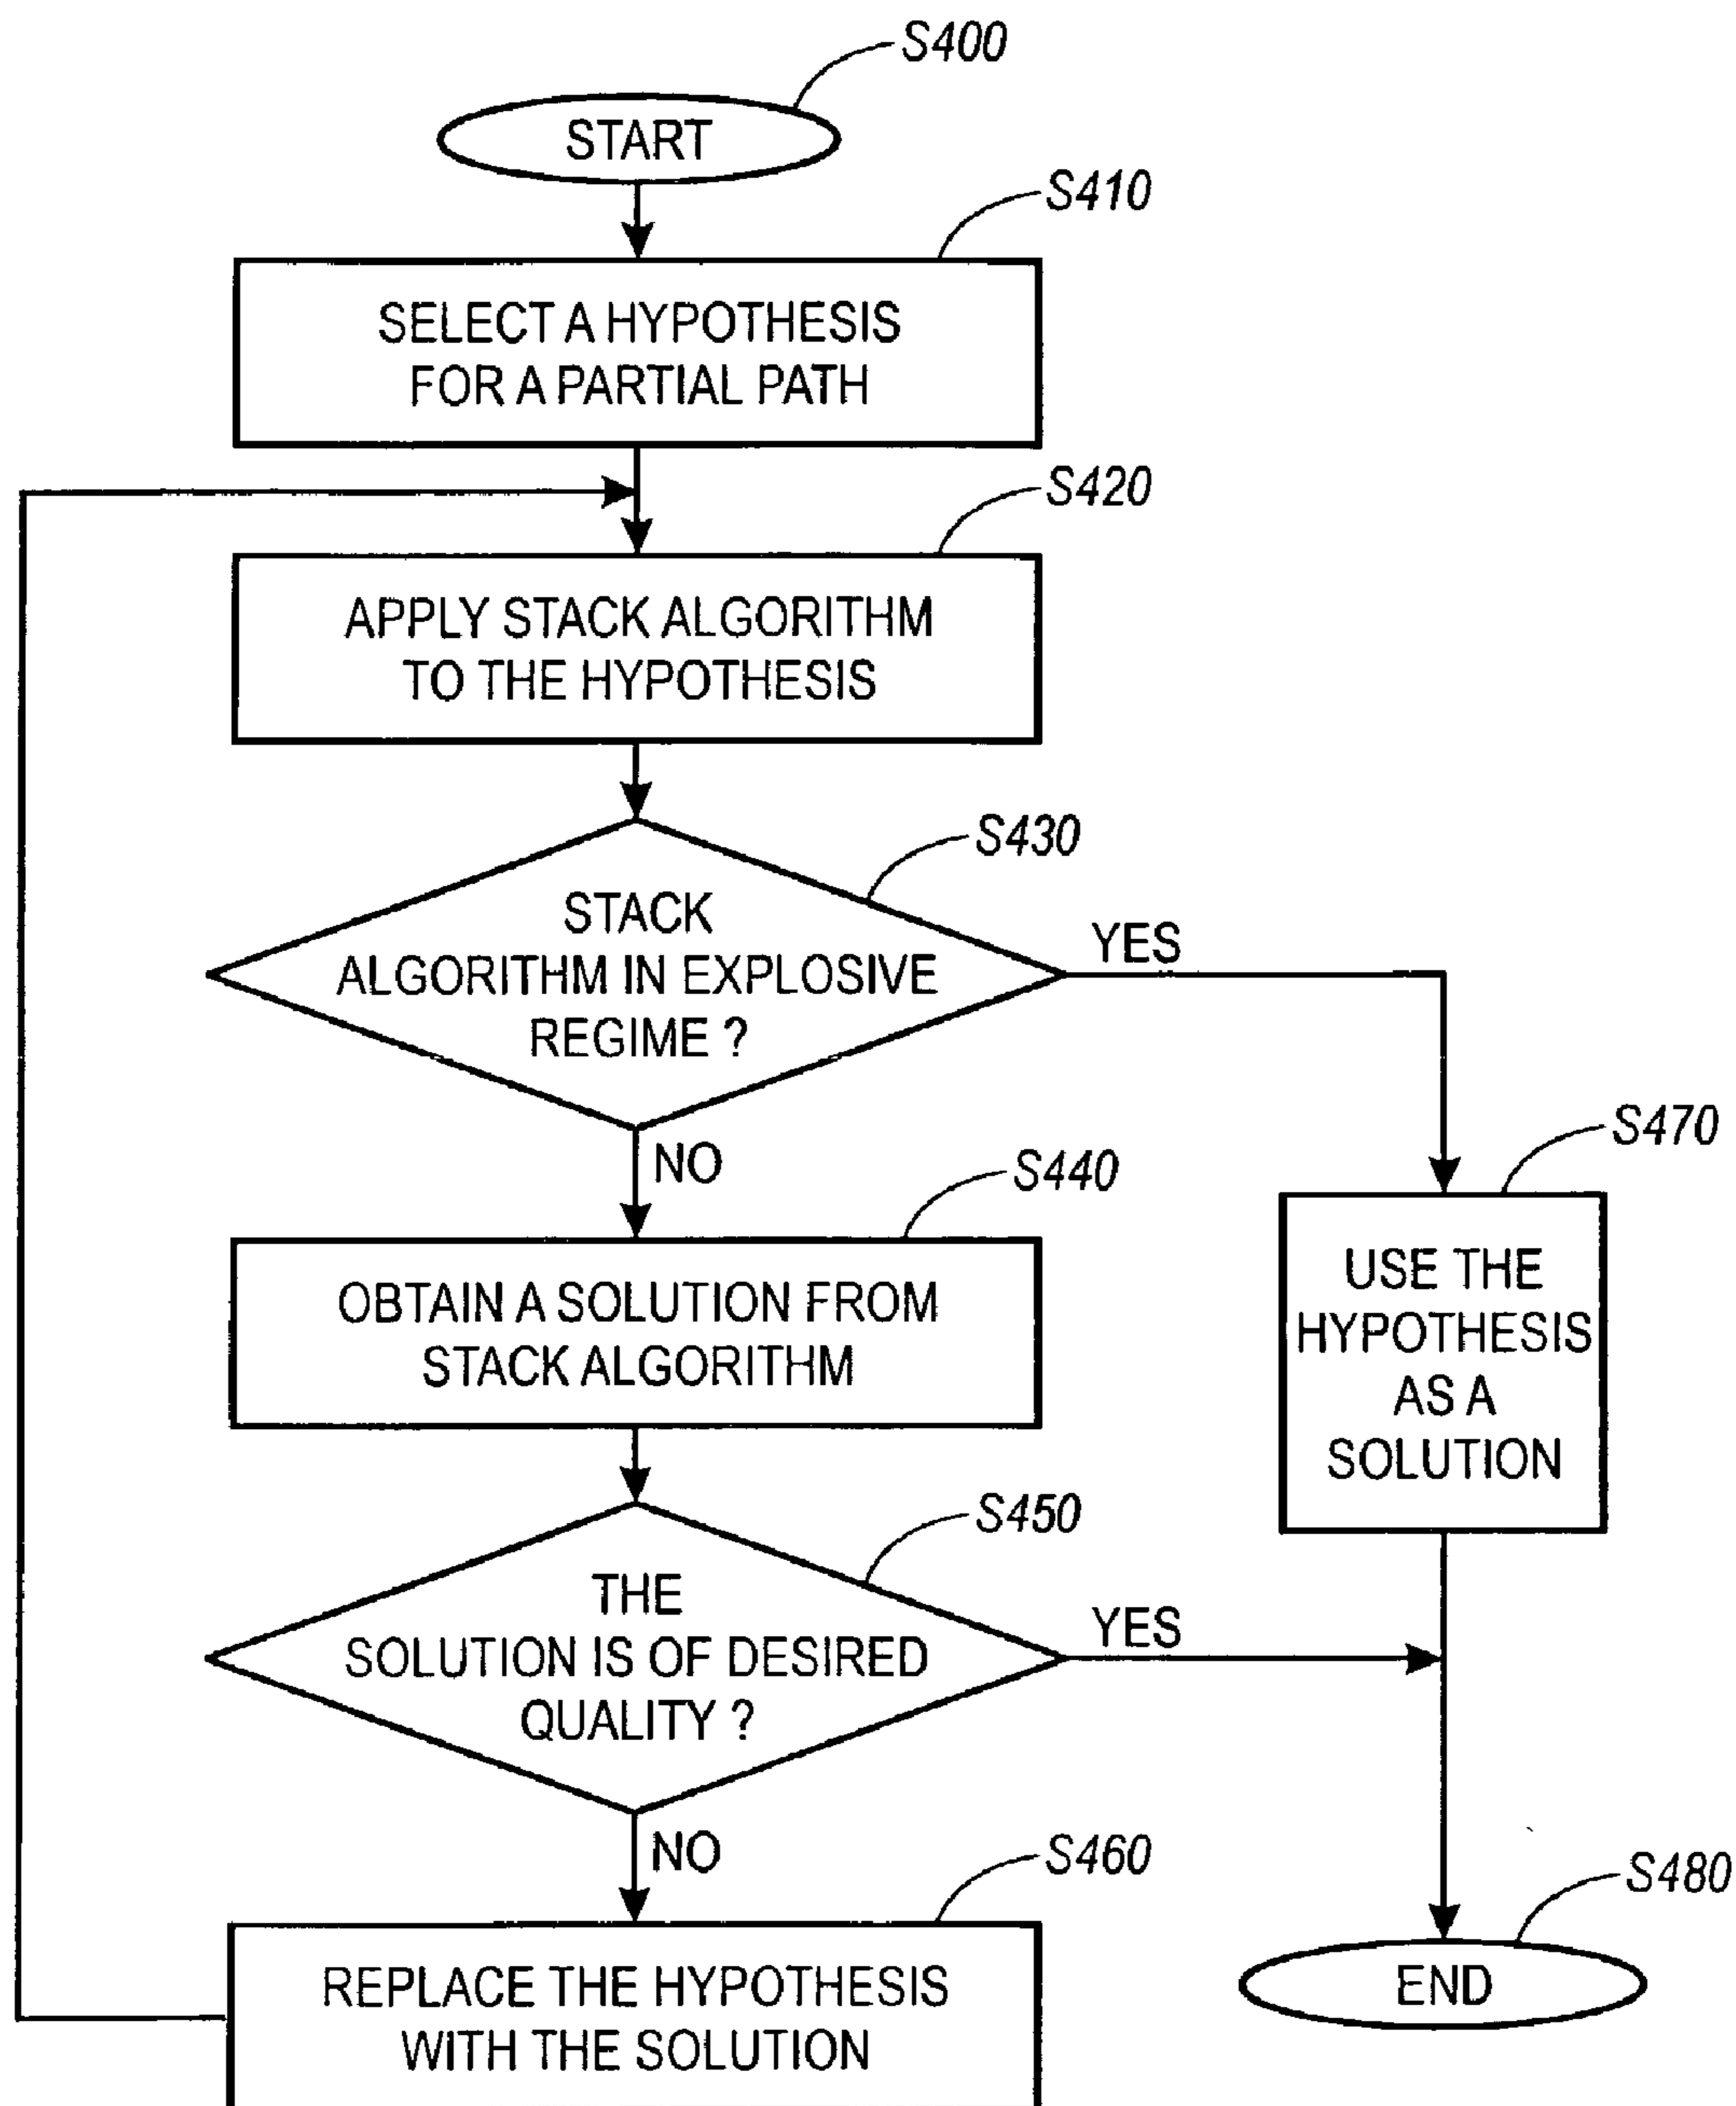 S400
START
S410
SELECT A HYPOTHESIS
FOR A PARTIAL PATH
S420
APPLY STACK ALGORITHM
TO THE HYPOTHESIS
S430
STACK
ALGORITHM IN EXPLOSIVE
REGIME ?
YES
NO
S440
OBTAIN A SOLUTION FROM
STACK ALGORITHM
S470
USE THE
HYPOTHESIS
AS A
SOLUTION
S450
THE
SOLUTION IS OF DESIRED
QUALITY ?
YES
NO
S460
REPLACE THE HYPOTHESIS
WITH THE SOLUTION
S480
END